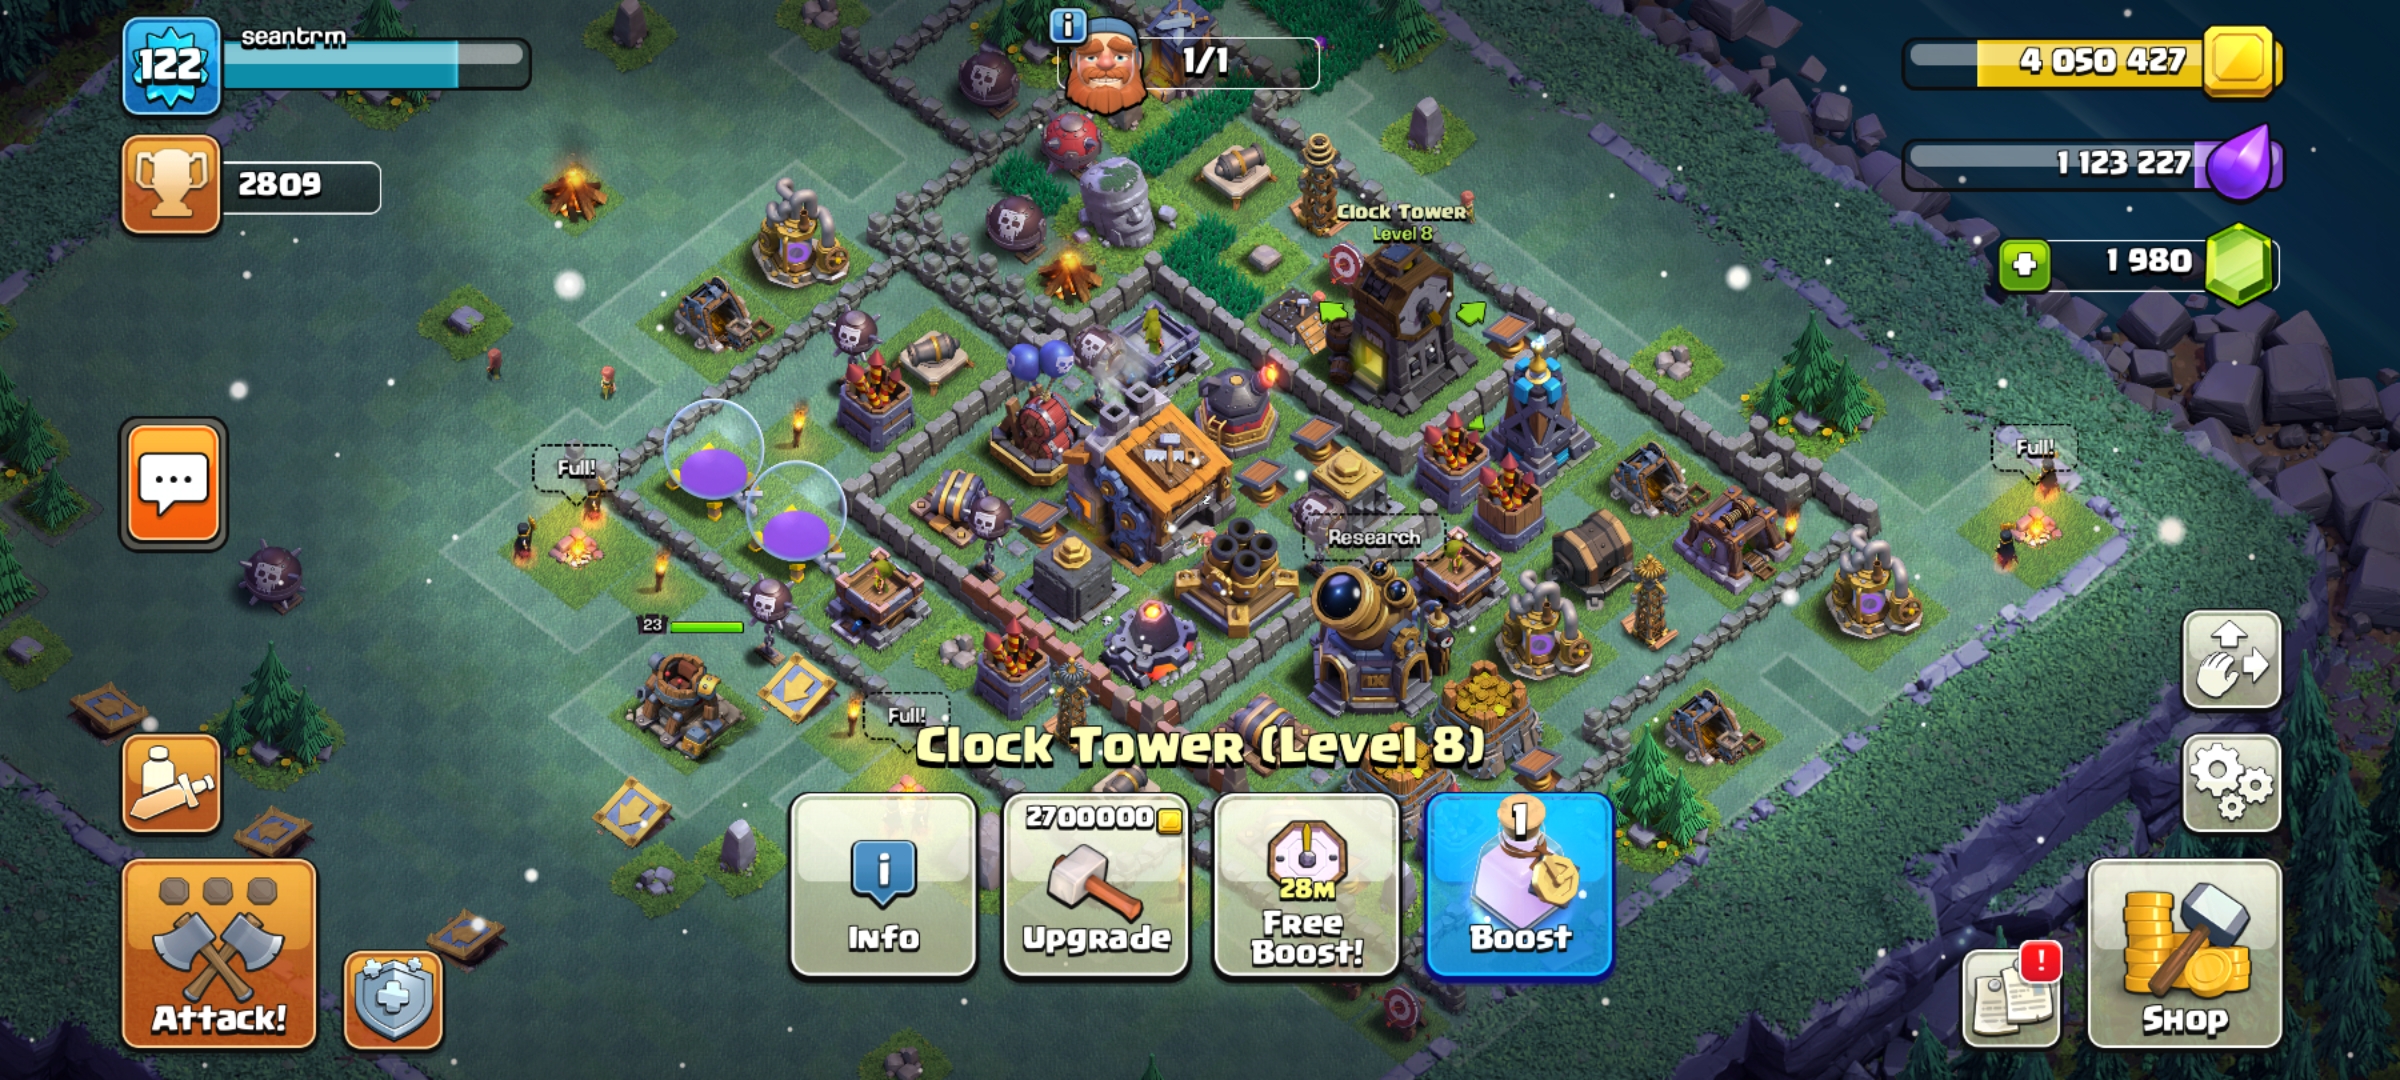 seantrm
122
1/1
4 050 427
2809
1 123 227
1 980
Clock Tower
Level 8
Full!
Full!
Research
23
Full!
Clock Tower (Level 8)
Info
2700000
Upgrade
28M
Free
Boost!
1
Boost
Attack!
!
Shop